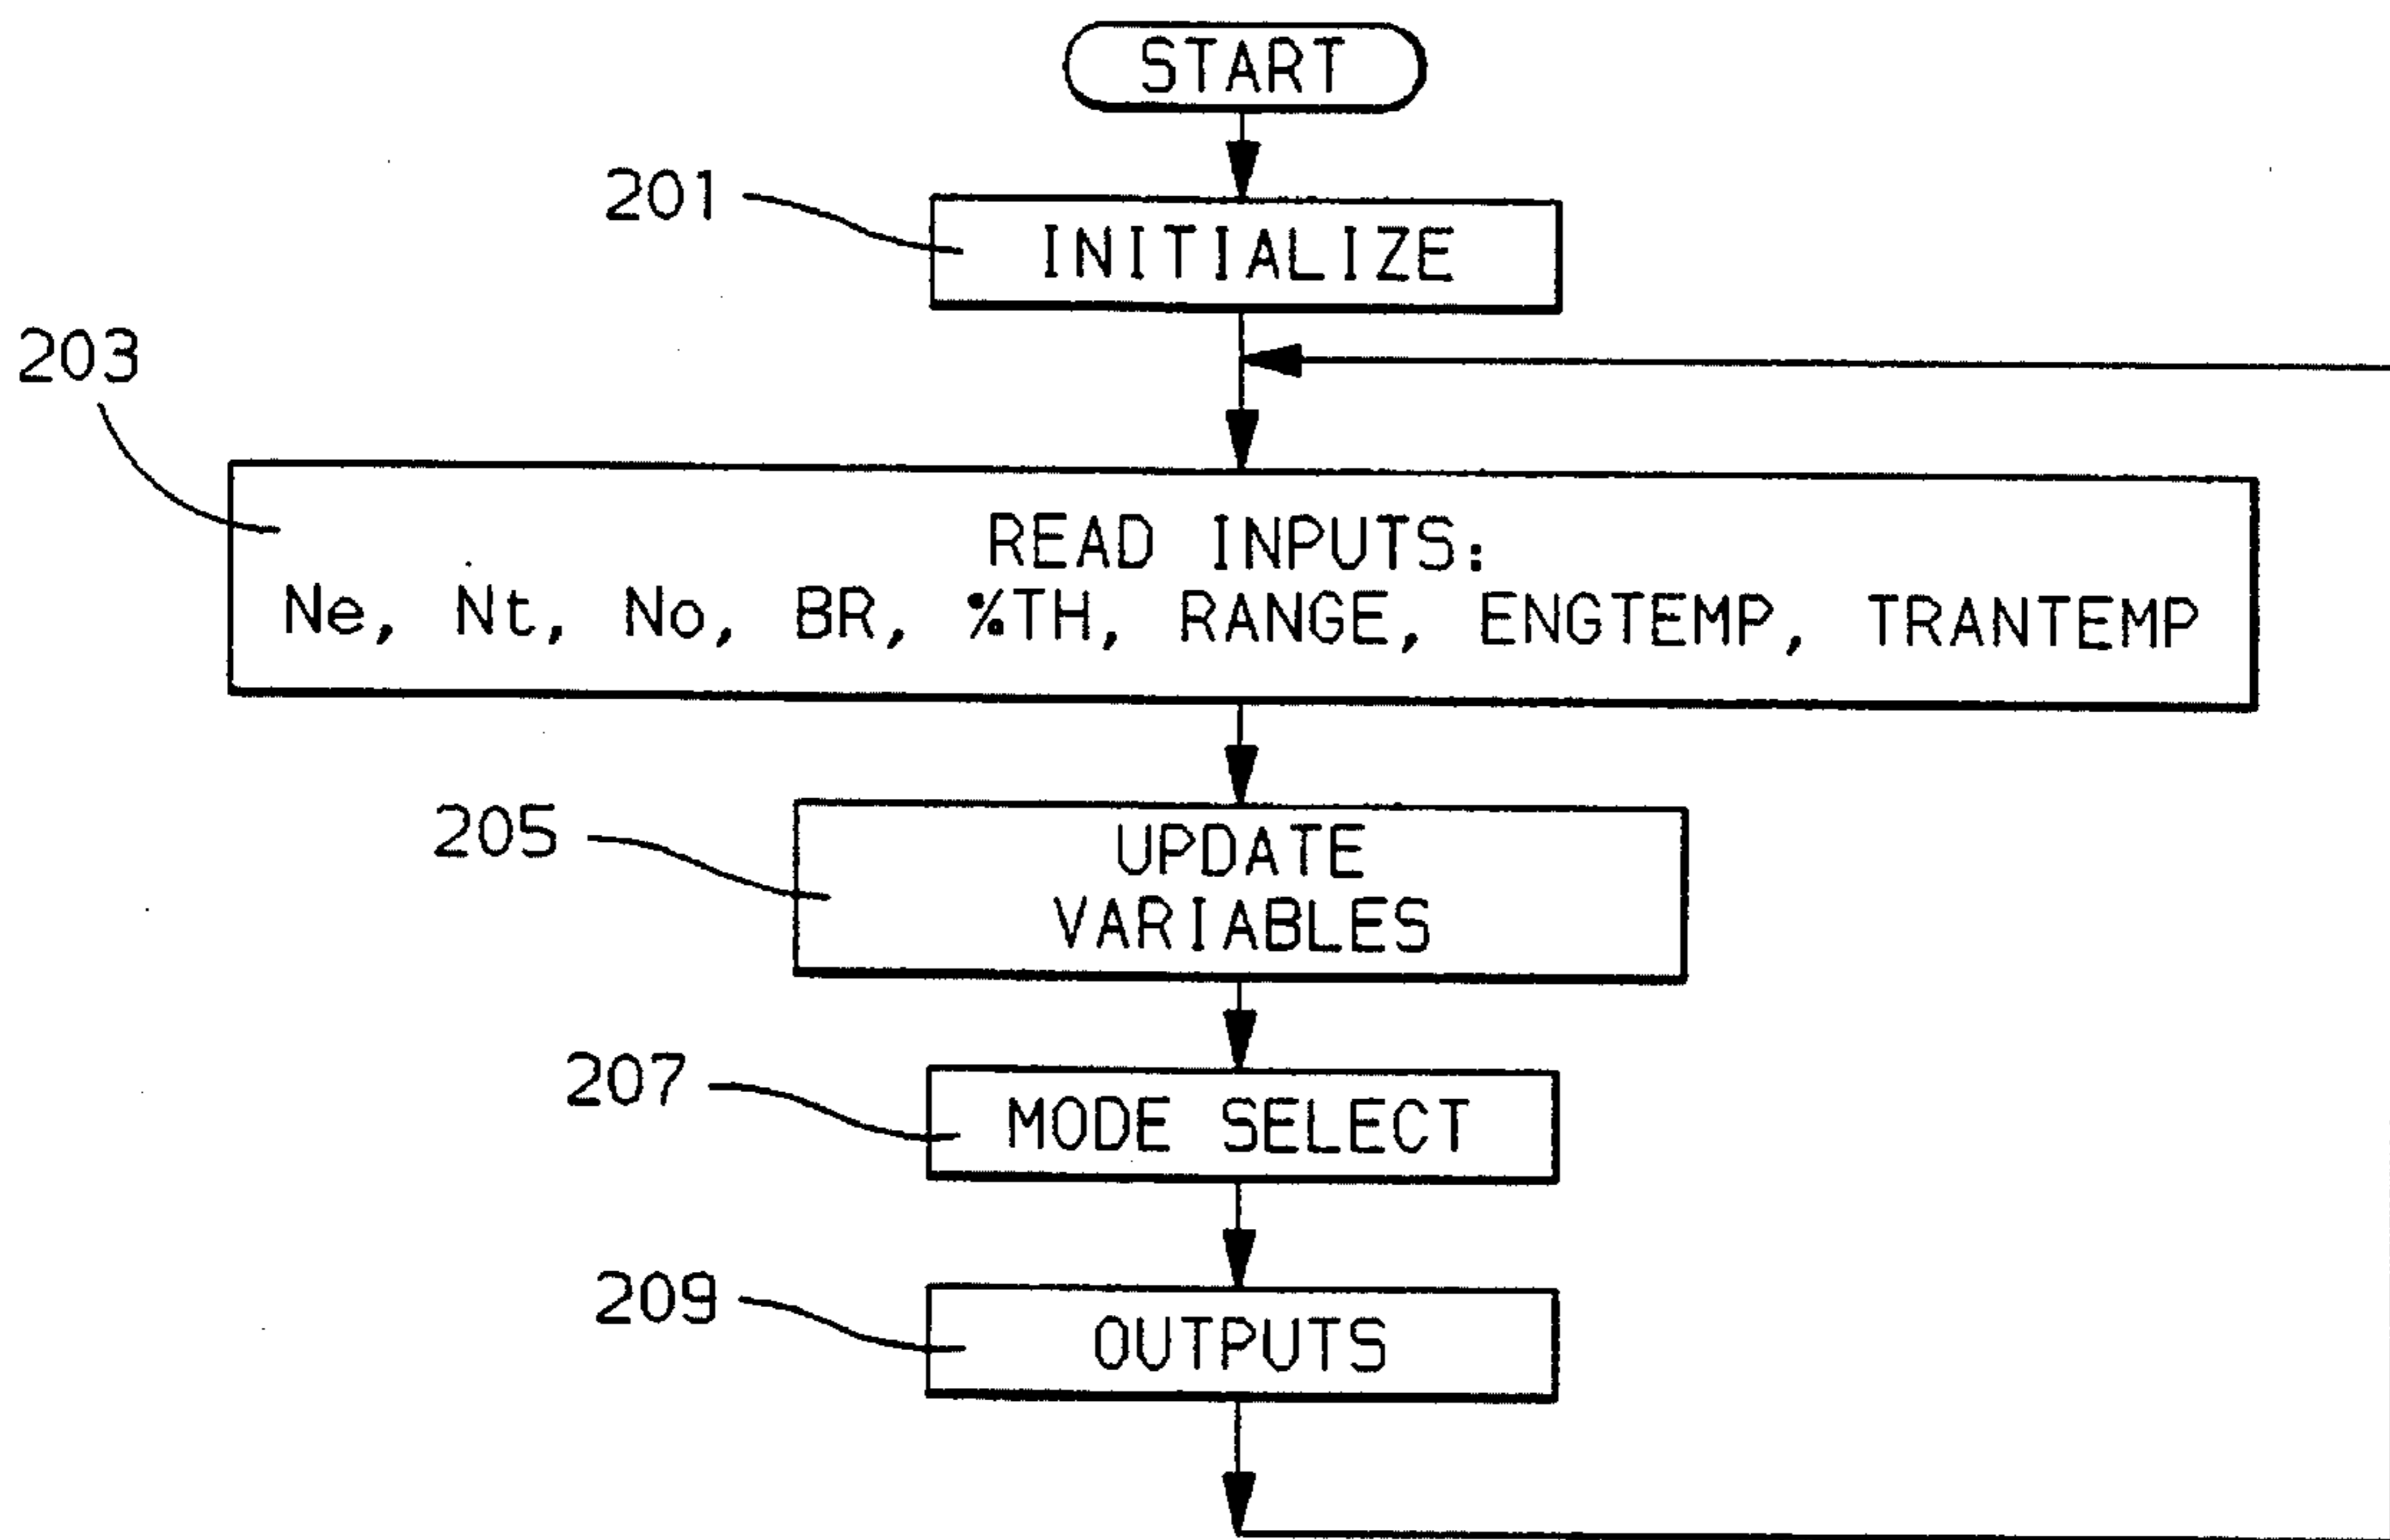 START
201
INITIALIZE
203
READ INPUTS:
Ne, Nt, No, BR, %TH, RANGE, ENGTEMP, TRANTEMP
205
UPDATE
VARIABLES
207
MODE SELECT
209
OUTPUTS